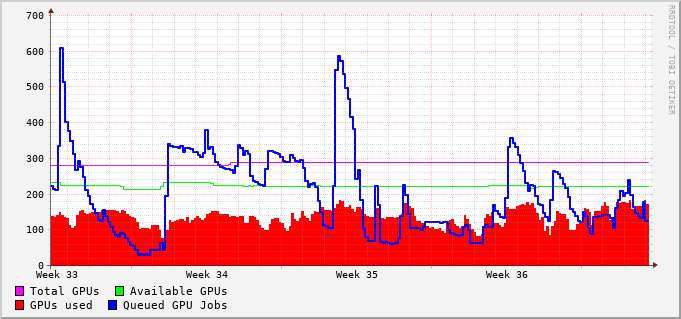 700
600
500
400
300
200
100
0
Week 33 Week 34 Week 35 Week 36
Total GPUs Available GPUs
GPUs used Queued GPU Jobs
RRDTOOL / TOBI OETIKER